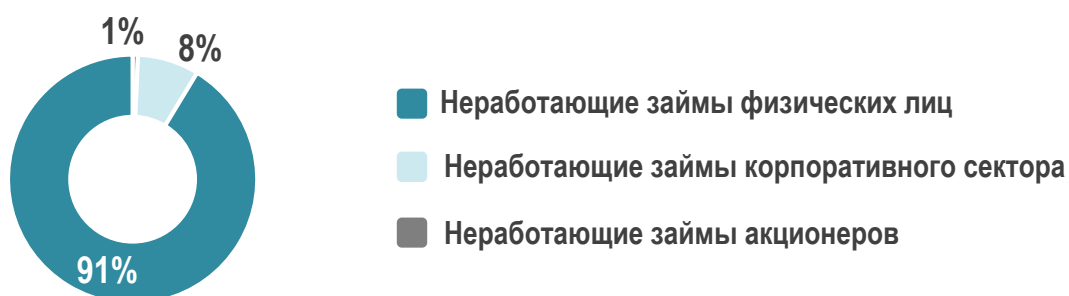 1%
8%
91%
Неработающие займы физических лиц
Неработающие займы корпоративного сектора
Неработающие займы акционеров